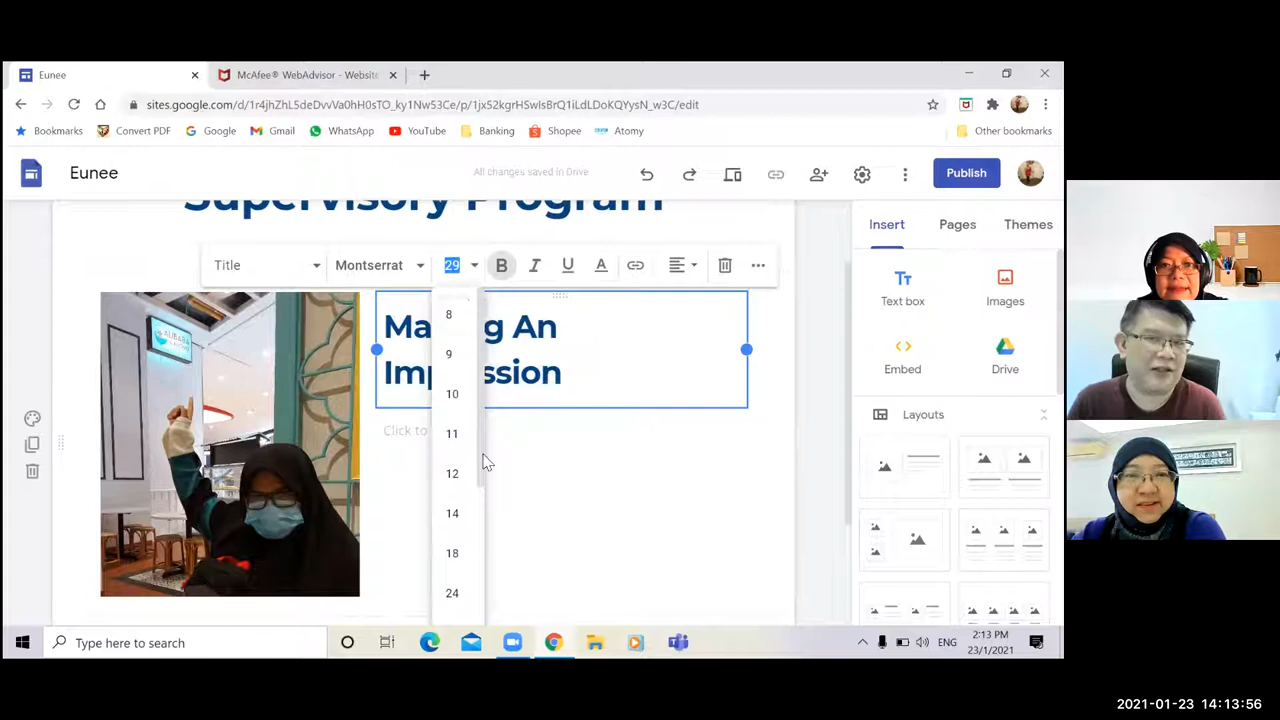 Eunee
McAfee® WebAdvisor - Website
sites.google.com/d/1r4jhZhL5deDvvVa0hH0sTO_ky1Nw53Ce/p/1jx52kgrHSwIsBrQ1iLdLDoKQYysN_w3C/edit
Bookmarks Convert PDF Google Gmail WhatsApp YouTube Banking Shopee Atomy Other bookmarks
Eunee
All changes saved in Drive
Publish
Supervisory Program
Insert Pages Themes
Title Montserrat 29 B I U A
Text box Images
Embed Drive
Layouts
ALIBABA
Ma g An
Imp ssion
Click to
8
9
10
11
12
14
18
24
Type here to search
ENG
2:13 PM
23/1/2021
2021-01-23 14:13:56